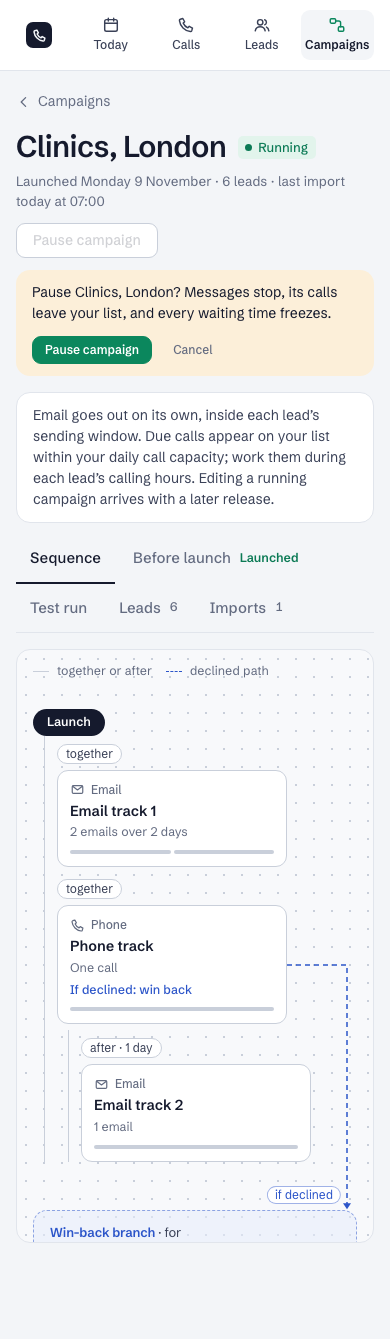 Today
Calls
Leads
Campaigns
Campaigns
Clinics, London
Running
Launched Monday 9 November · 6 leads · last import
today at 07:00
Pause campaign
Pause Clinics, London? Messages stop, its calls
leave your list, and every waiting time freezes.
Pause campaign
Cancel
Email goes out on its own, inside each lead’s
sending window. Due calls appear on your list
within your daily call capacity; work them during
each lead’s calling hours. Editing a running
campaign arrives with a later release.
Sequence
Before launch Launched
Test run
Leads 6
Imports 1
together or after
declined path
Launch
together
Email
Email track 1
2 emails over 2 days
together
Phone
Phone track
One call
If declined: win back
after · 1 day
Email
Email track 2
1 email
if declined
Win-back branch · for